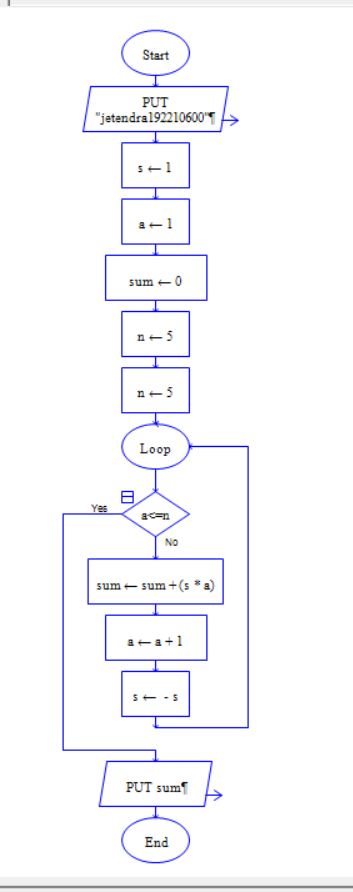 Start
PUT
"jetendra192210600"¶
s ← 1
a ← 1
sum ← 0
n ← 5
n ← 5
Loop
Yes
a<=n
No
sum ← sum + (s * a)
a ← a + 1
s ← - s
PUT sum¶
End